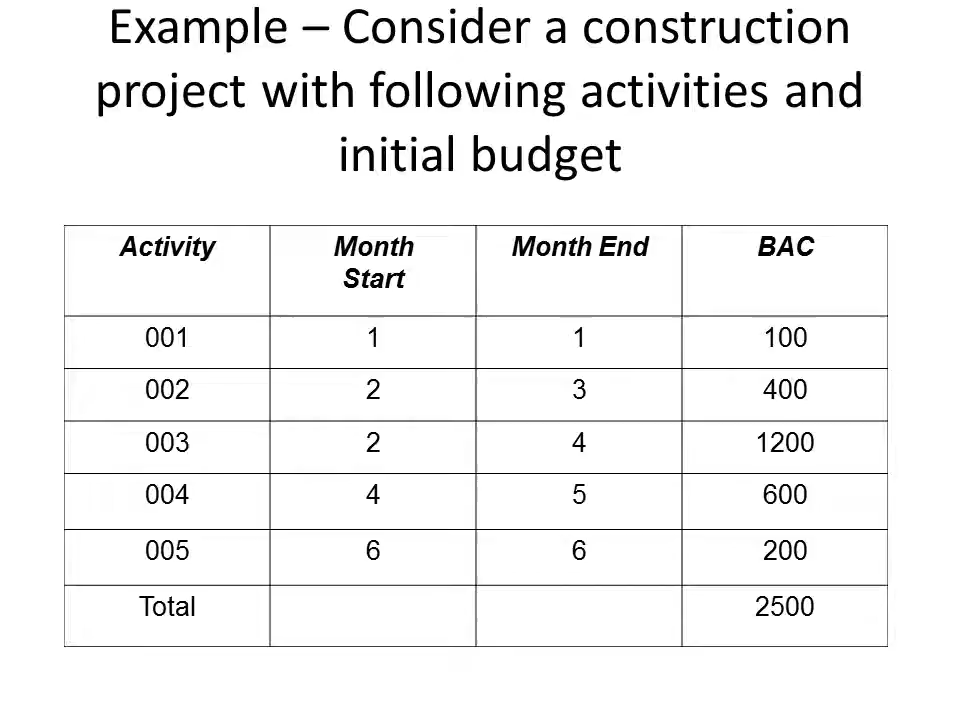 Example – Consider a construction
project with following activities and
initial budget
Activity Month Start Month End BAC
001 1 1 100
002 2 3 400
003 2 4 1200
004 4 5 600
005 6 6 200
Total 2500